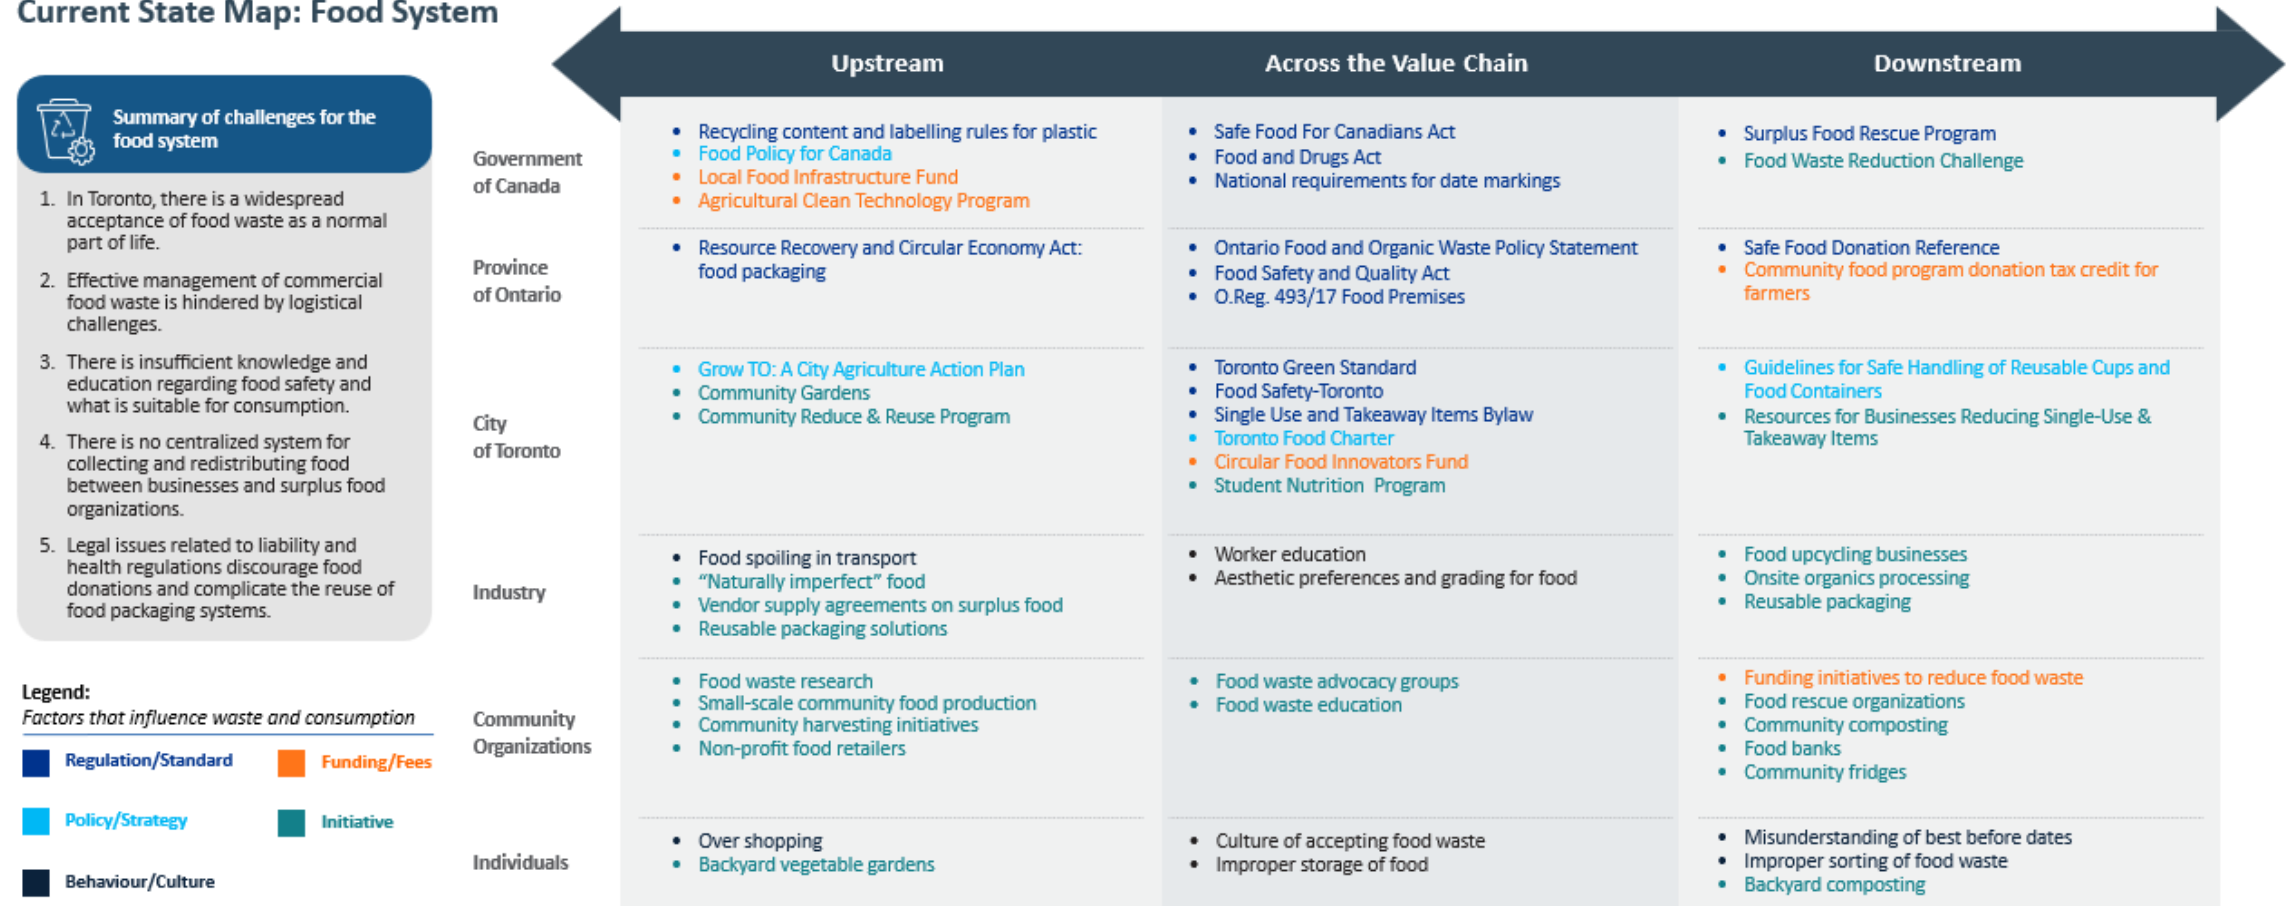 Current State Map: Food System
Upstream
Across the Value Chain
Downstream
Summary of challenges for the
food system
1. In Toronto, there is a widespread
acceptance of food waste as a normal
part of life.
2. Effective management of commercial
food waste is hindered by logistical
challenges.
3. There is insufficient knowledge and
education regarding food safety and
what is suitable for consumption.
4. There is no centralized system for
collecting and redistributing food
between businesses and surplus food
organizations.
5. Legal issues related to liability and
health regulations discourage food
donations and complicate the reuse of
food packaging systems.
Legend:
Factors that influence waste and consumption
Regulation/Standard
Funding/Fees
Policy/Strategy
Initiative
Behaviour/Culture
Government
of Canada
• Recycling content and labelling rules for plastic
• Food Policy for Canada
• Local Food Infrastructure Fund
• Agricultural Clean Technology Program
• Safe Food For Canadians Act
• Food and Drugs Act
• National requirements for date markings
• Surplus Food Rescue Program
• Food Waste Reduction Challenge
Province
of Ontario
• Resource Recovery and Circular Economy Act:
food packaging
• Ontario Food and Organic Waste Policy Statement
• Food Safety and Quality Act
• O.Reg. 493/17 Food Premises
• Safe Food Donation Reference
• Community food program donation tax credit for
farmers
City
of Toronto
• Grow TO: A City Agriculture Action Plan
• Community Gardens
• Community Reduce & Reuse Program
• Toronto Green Standard
• Food Safety-Toronto
• Single Use and Takeaway Items Bylaw
• Toronto Food Charter
• Circular Food Innovators Fund
• Student Nutrition Program
• Guidelines for Safe Handling of Reusable Cups and
Food Containers
• Resources for Businesses Reducing Single-Use &
Takeaway Items
Industry
• Food spoiling in transport
• “Naturally imperfect” food
• Vendor supply agreements on surplus food
• Reusable packaging solutions
• Worker education
• Aesthetic preferences and grading for food
• Food upcycling businesses
• Onsite organics processing
• Reusable packaging
Community
Organizations
• Food waste research
• Small-scale community food production
• Community harvesting initiatives
• Non-profit food retailers
• Food waste advocacy groups
• Food waste education
• Funding initiatives to reduce food waste
• Food rescue organizations
• Community composting
• Food banks
• Community fridges
Individuals
• Over shopping
• Backyard vegetable gardens
• Culture of accepting food waste
• Improper storage of food
• Misunderstanding of best before dates
• Improper sorting of food waste
• Backyard composting